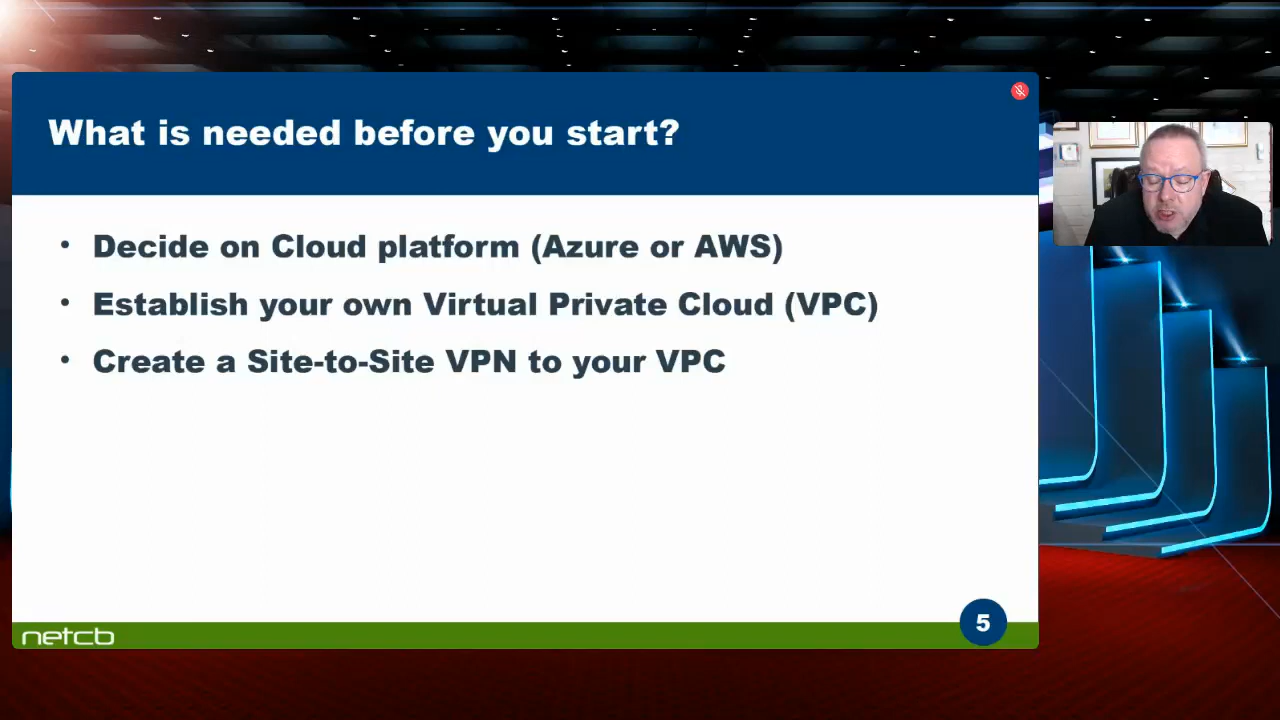 What is needed before you start?
• Decide on Cloud platform (Azure or AWS)
• Establish your own Virtual Private Cloud (VPC)
• Create a Site-to-Site VPN to your VPC
netcb
5